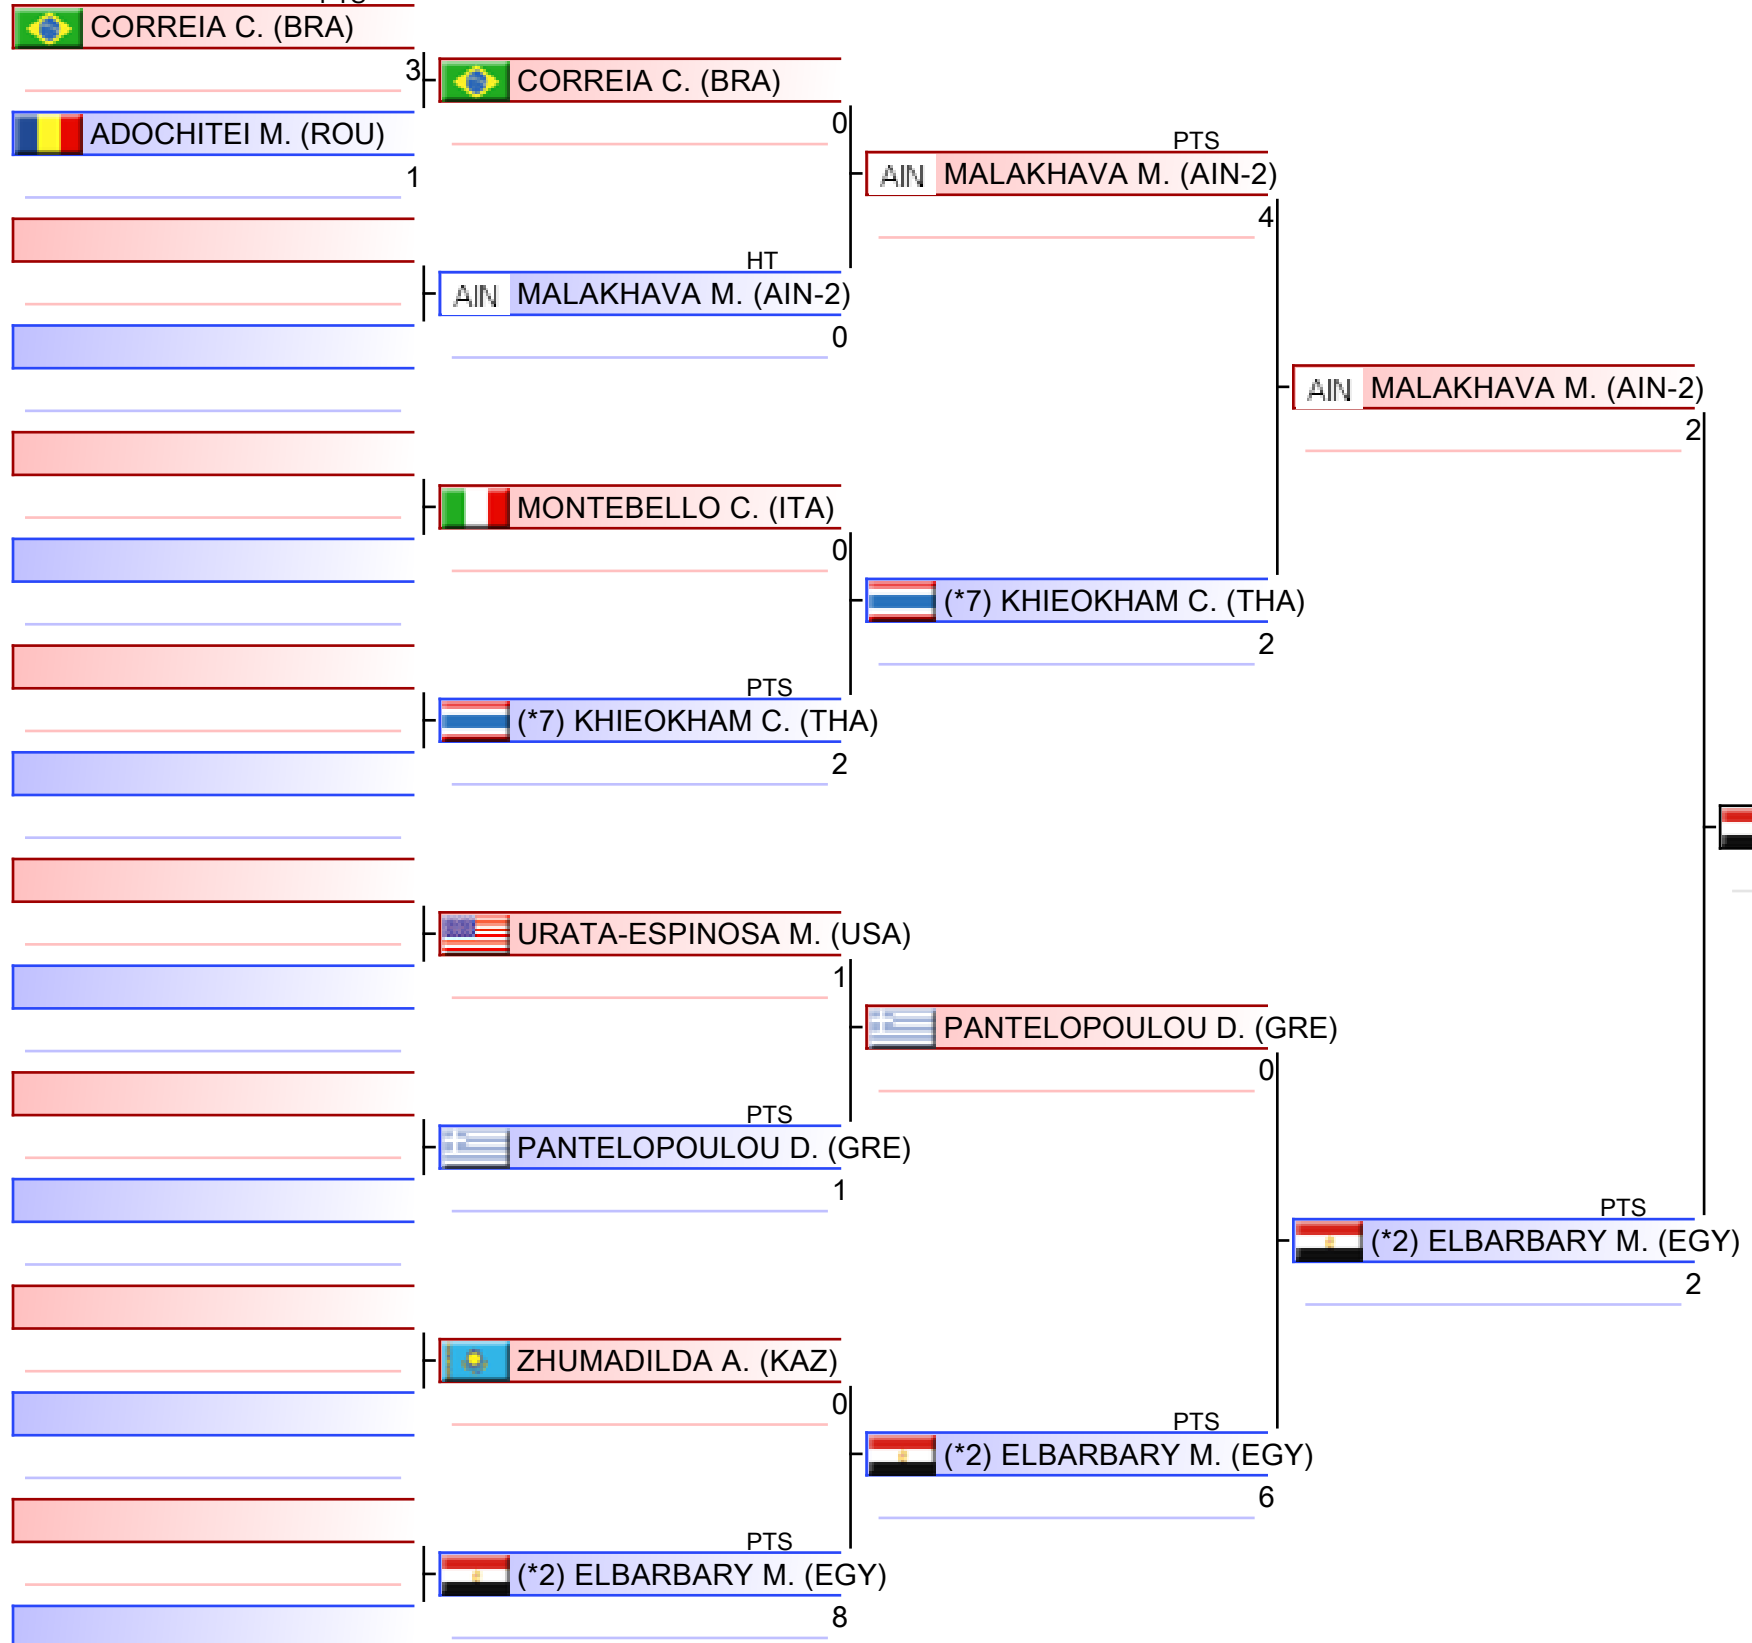 CORREIA C. (BRA)
3
CORREIA C. (BRA)
0
ADOCHITEI M. (ROU)
1
PTS
AIN MALAKHAVA M. (AIN-2)
4
HT
AIN MALAKHAVA M. (AIN-2)
0
AIN MALAKHAVA M. (AIN-2)
2
MONTEBELLO C. (ITA)
0
(*7) KHIEOKHAM C. (THA)
2
PTS
(*7) KHIEOKHAM C. (THA)
2
URATA-ESPINOSA M. (USA)
1
PANTELOPOULOU D. (GRE)
0
PTS
PANTELOPOULOU D. (GRE)
1
PTS
(*2) ELBARBARY M. (EGY)
2
ZHUMADILDA A. (KAZ)
0
PTS
(*2) ELBARBARY M. (EGY)
6
PTS
(*2) ELBARBARY M. (EGY)
8